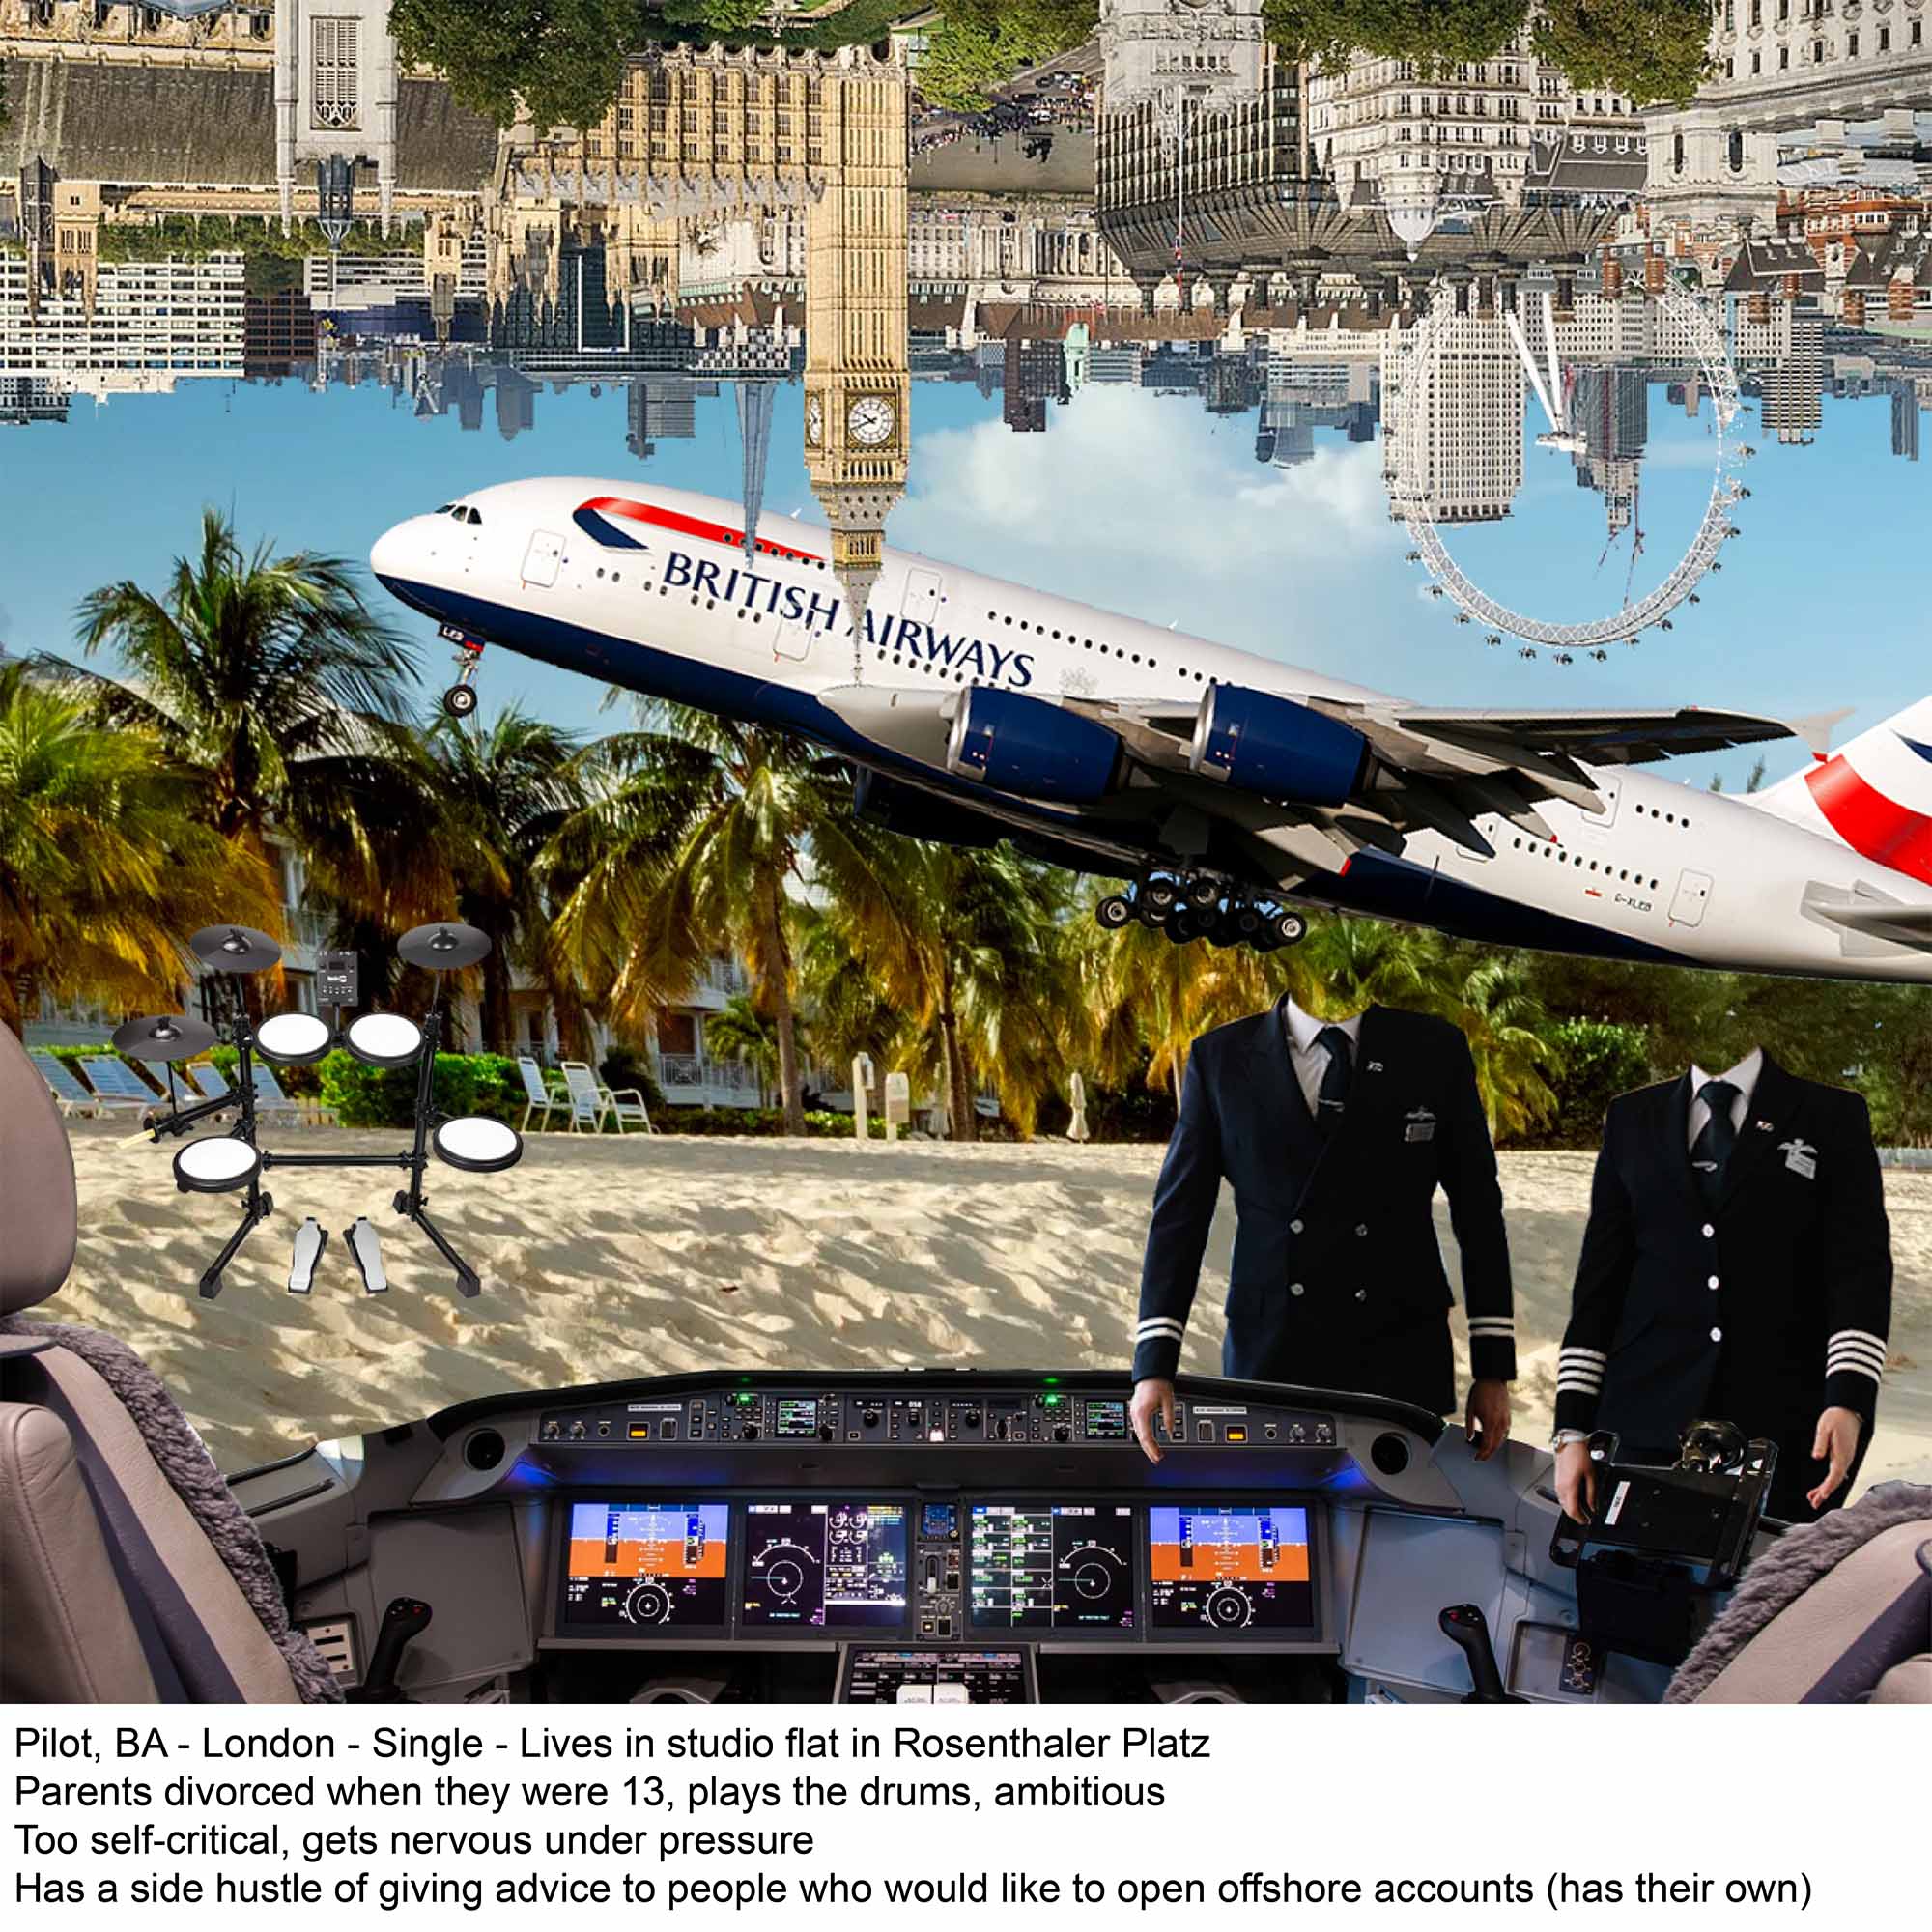 BRITISH AIRWAYS
G-XLEB
Pilot, BA - London - Single - Lives in studio flat in Rosenthaler Platz
Parents divorced when they were 13, plays the drums, ambitious
Too self-critical, gets nervous under pressure
Has a side hustle of giving advice to people who would like to open offshore accounts (has their own)